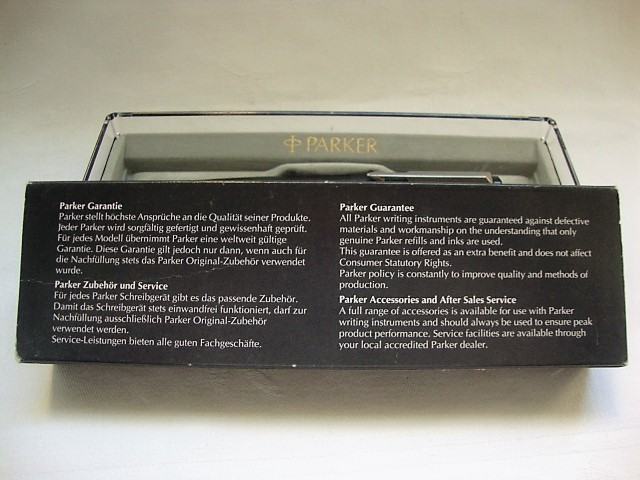 PARKER
Parker Garantie
Parker stellt höchste Ansprüche an die Qualität seiner Produkte.
Jeder Parker wird sorgfältig gefertigt und gewissenhaft geprüft.
Für jedes Modell übernimmt Parker eine weltweit gültige
Garantie. Diese Garantie gilt jedoch nur dann, wenn auch für
die Nachfüllung stets das Parker Original-Zubehör verwendet
wurde.
Parker Zubehör und Service
Für jedes Parker Schreibgerät gibt es das passende Zubehör.
Damit das Schreibgerät stets einwandfrei funktioniert, darf zur
Nachfüllung ausschließlich Parker Original-Zubehör
verwendet werden.
Service-Leistungen bieten alle guten Fachgeschäfte.
Parker Guarantee
All Parker writing instruments are guaranteed against defective
materials and workmanship on the understanding that only
genuine Parker refills and inks are used.
This guarantee is offered as an extra benefit and does not affect
Consumer Statutory Rights.
Parker policy is constantly to improve quality and methods of
production.
Parker Accessories and After Sales Service
A full range of accessories is available for use with Parker
writing instruments and should always be used to ensure peak
product performance. Service facilities are available through
your local accredited Parker dealer.